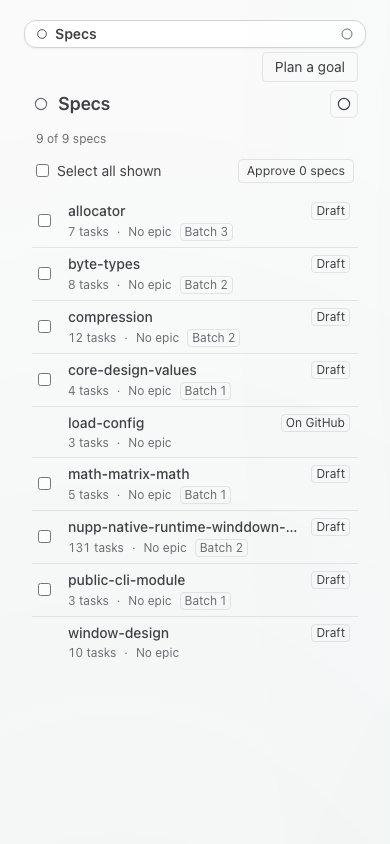 Specs
Plan a goal
Specs
9 of 9 specs
Select all shown
Approve 0 specs
allocator
Draft
7 tasks · No epic Batch 3
byte-types
Draft
8 tasks · No epic Batch 2
compression
Draft
12 tasks · No epic Batch 2
core-design-values
Draft
4 tasks · No epic Batch 1
load-config
On GitHub
3 tasks · No epic
math-matrix-math
Draft
5 tasks · No epic Batch 1
nupp-native-runtime-winddown-...
Draft
131 tasks · No epic Batch 2
public-cli-module
Draft
3 tasks · No epic Batch 1
window-design
Draft
10 tasks · No epic